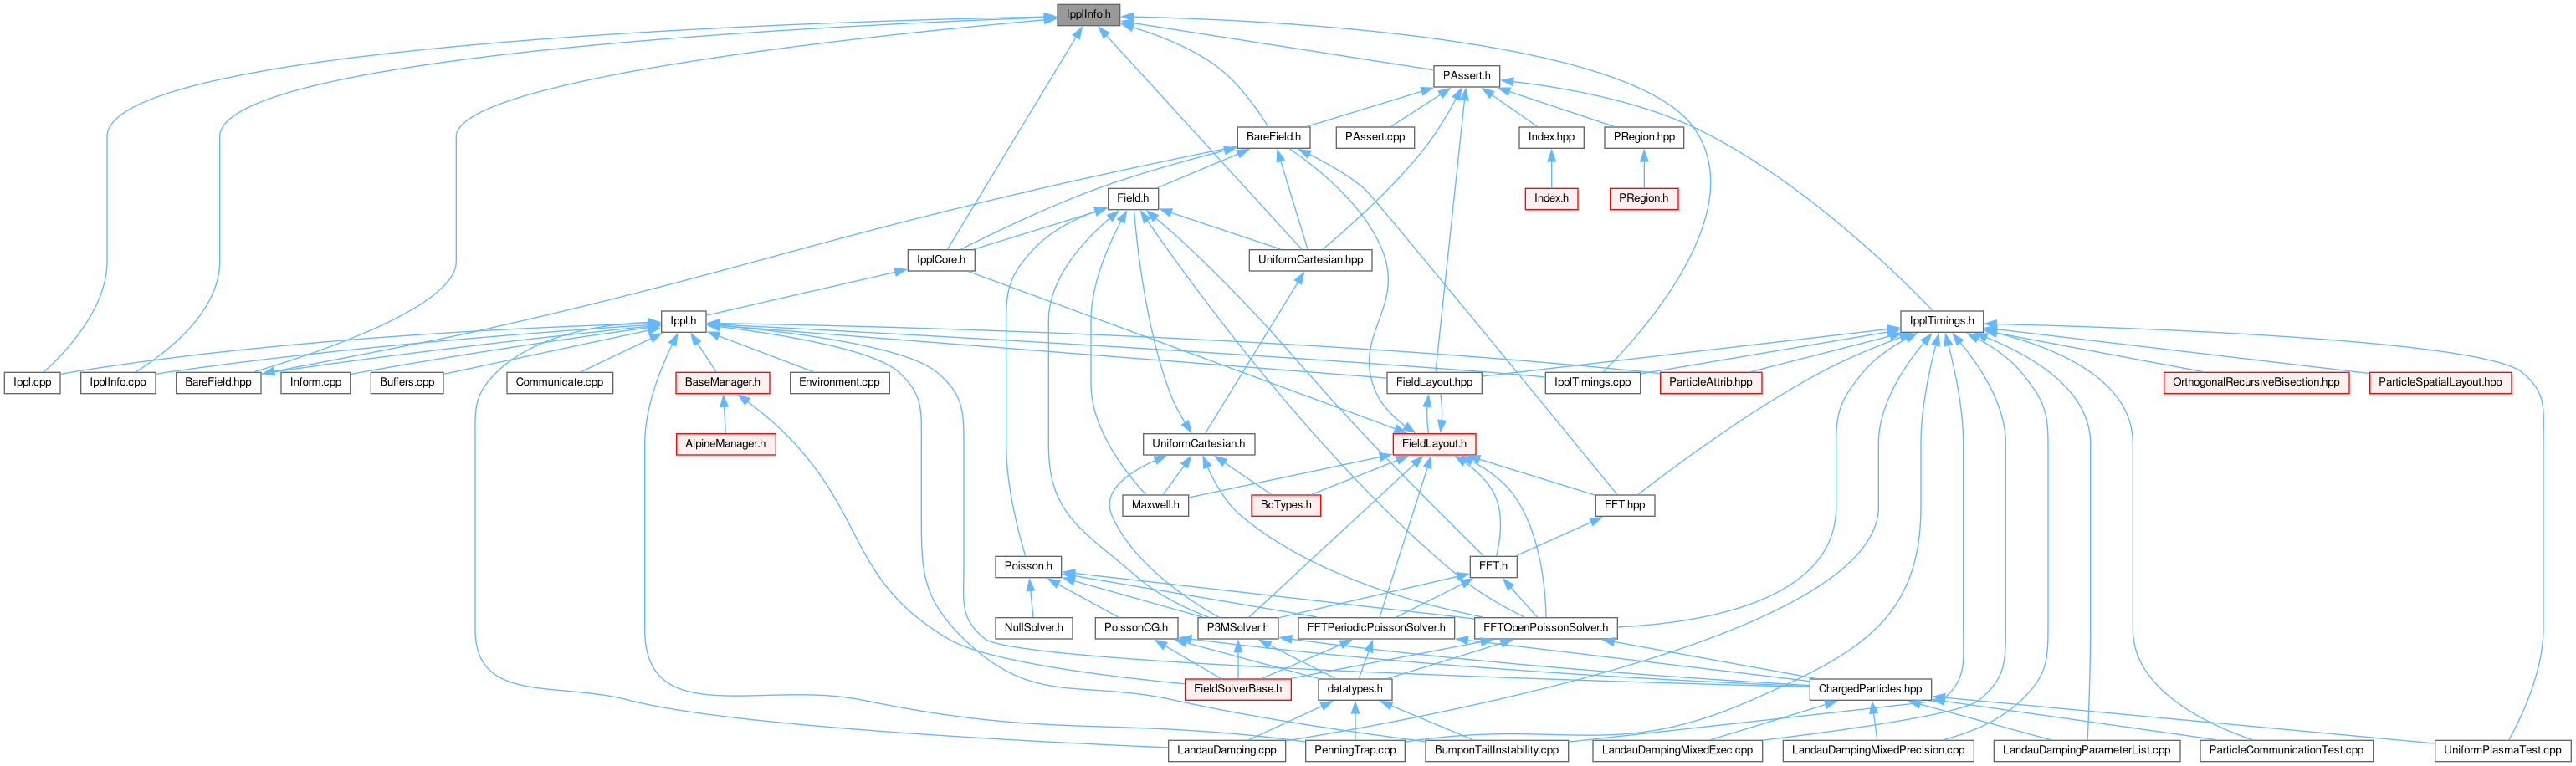 IpplInfo.h
PAssert.h
BareField.h
PAssert.cpp
Index.hpp
PRegion.hpp
Field.h
Index.h
PRegion.h
IpplCore.h
UniformCartesian.hpp
Ippl.h
IpplTimings.h
Ippl.cpp
IpplInfo.cpp
BareField.hpp
Inform.cpp
Buffers.cpp
Communicate.cpp
BaseManager.h
Environment.cpp
FieldLayout.hpp
IpplTimings.cpp
ParticleAttrib.hpp
OrthogonalRecursiveBisection.hpp
ParticleSpatialLayout.hpp
AlpineManager.h
UniformCartesian.h
FieldLayout.h
Maxwell.h
BcTypes.h
FFT.hpp
Poisson.h
FFT.h
NullSolver.h
PoissonCG.h
P3MSolver.h
FFTPeriodicPoissonSolver.h
FFTOpenPoissonSolver.h
FieldSolverBase.h
datatypes.h
ChargedParticles.hpp
LandauDamping.cpp
PenningTrap.cpp
BumponTailInstability.cpp
LandauDampingMixedExec.cpp
LandauDampingMixedPrecision.cpp
LandauDampingParameterList.cpp
ParticleCommunicationTest.cpp
UniformPlasmaTest.cpp